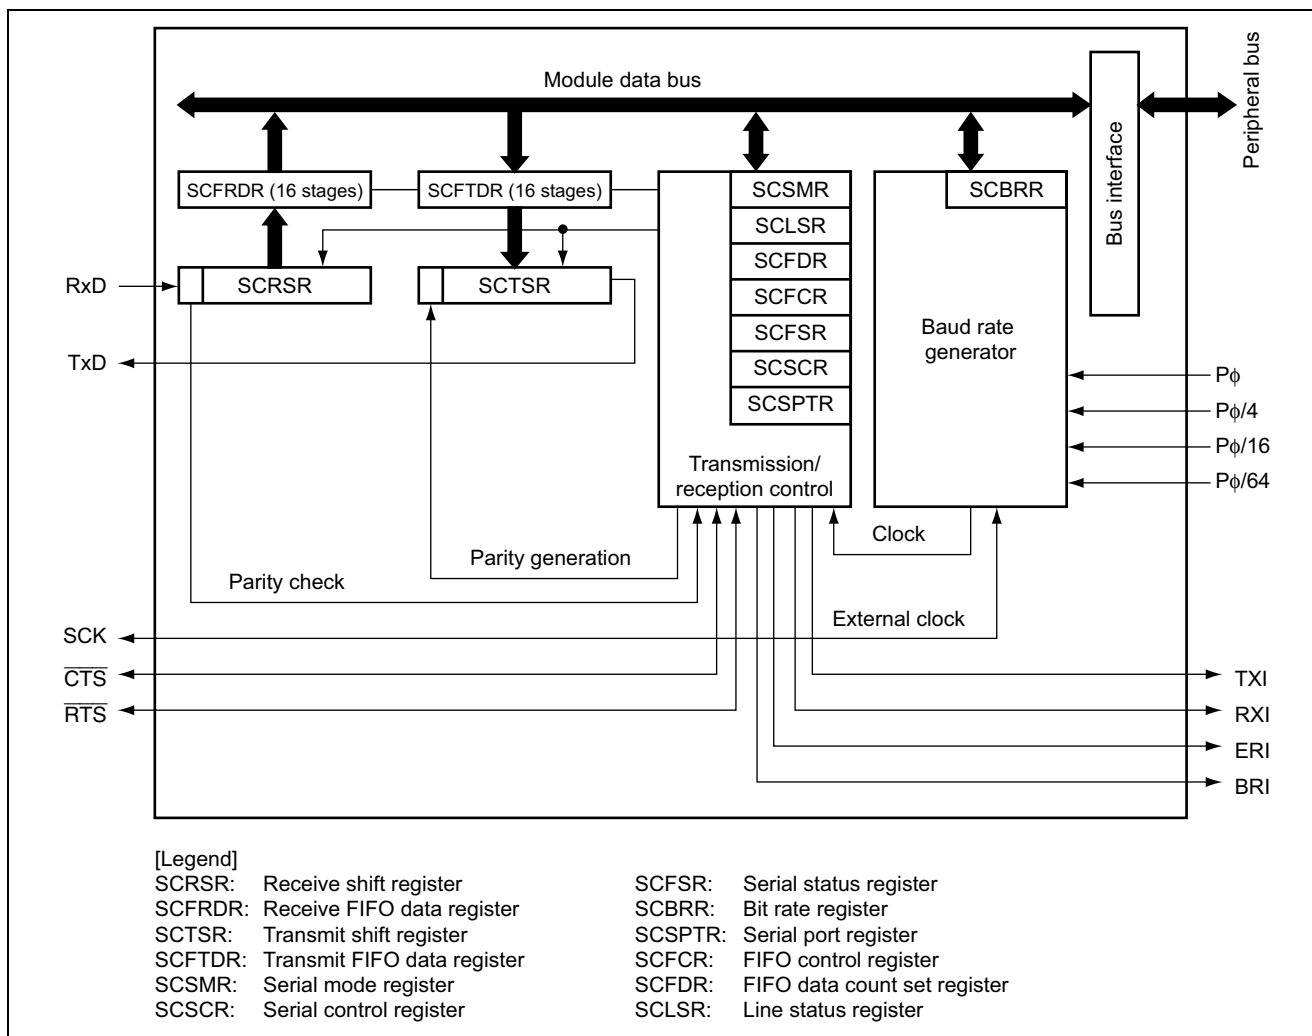 Module data bus
Peripheral bus
Bus interface
SCFRDR (16 stages)
SCFTDR (16 stages)
SCSMR
SCLSR
SCFDR
SCFCR
SCFSR
SCSCR
SCSPTR
Transmission/
reception control
SCBRR
Baud rate
generator
RxD
SCRSR
SCTSR
TxD
Pϕ
Pϕ/4
Pϕ/16
Pϕ/64
Clock
Parity generation
Parity check
External clock
SCK
CTS
RTS
TXI
RXI
ERI
BRI
[Legend]
SCRSR: Receive shift register
SCFRDR: Receive FIFO data register
SCTSR: Transmit shift register
SCFTDR: Transmit FIFO data register
SCSMR: Serial mode register
SCSCR: Serial control register
SCFSR: Serial status register
SCBRR: Bit rate register
SCSPTR: Serial port register
SCFCR: FIFO control register
SCFDR: FIFO data count set register
SCLSR: Line status register